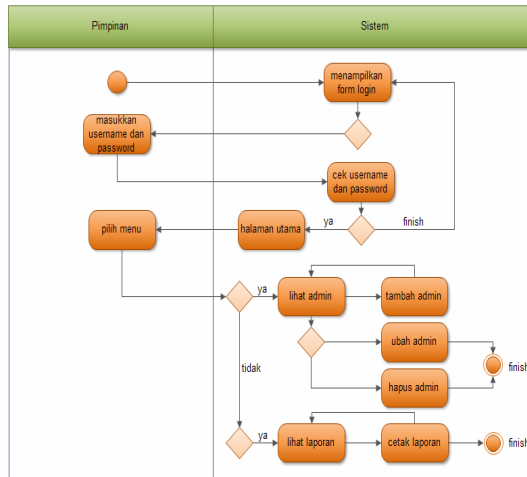 Pimpinan
Sistem
menampilkan
form login
masukkan
username dan
password
cek username
dan password
pilih menu
halaman utama
ya
finish
ya
lihat admin
tambah admin
ubah admin
finish
tidak
hapus admin
ya
lihat laporan
cetak laporan
finish